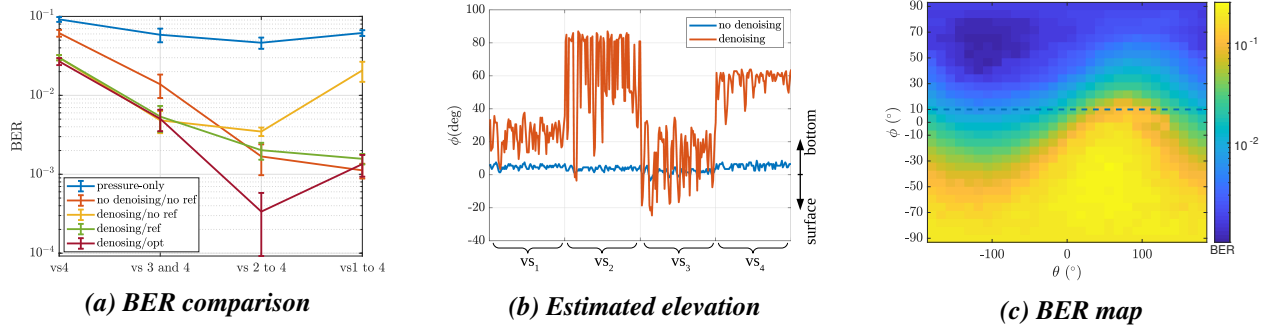 10^-1
10^-2
10^-3
10^-4
BER
pressure-only
no denoising/no ref
denosing/no ref
denosing/ref
denosing/opt
vs4
vs 3 and 4
vs 2 to 4
vs1 to 4
(a) BER comparison
100
80
60
40
20
0
-20
-40
ϕ(deg)
no denoising
denoising
bottom
surface
vs₁
vs₂
vs₃
vs₄
(b) Estimated elevation
90
70
50
30
10
0
-10
-30
50
-70
-90
ϕ (°)
-100
0
100
θ (°)
10^-1
10^-2
BER
(c) BER map